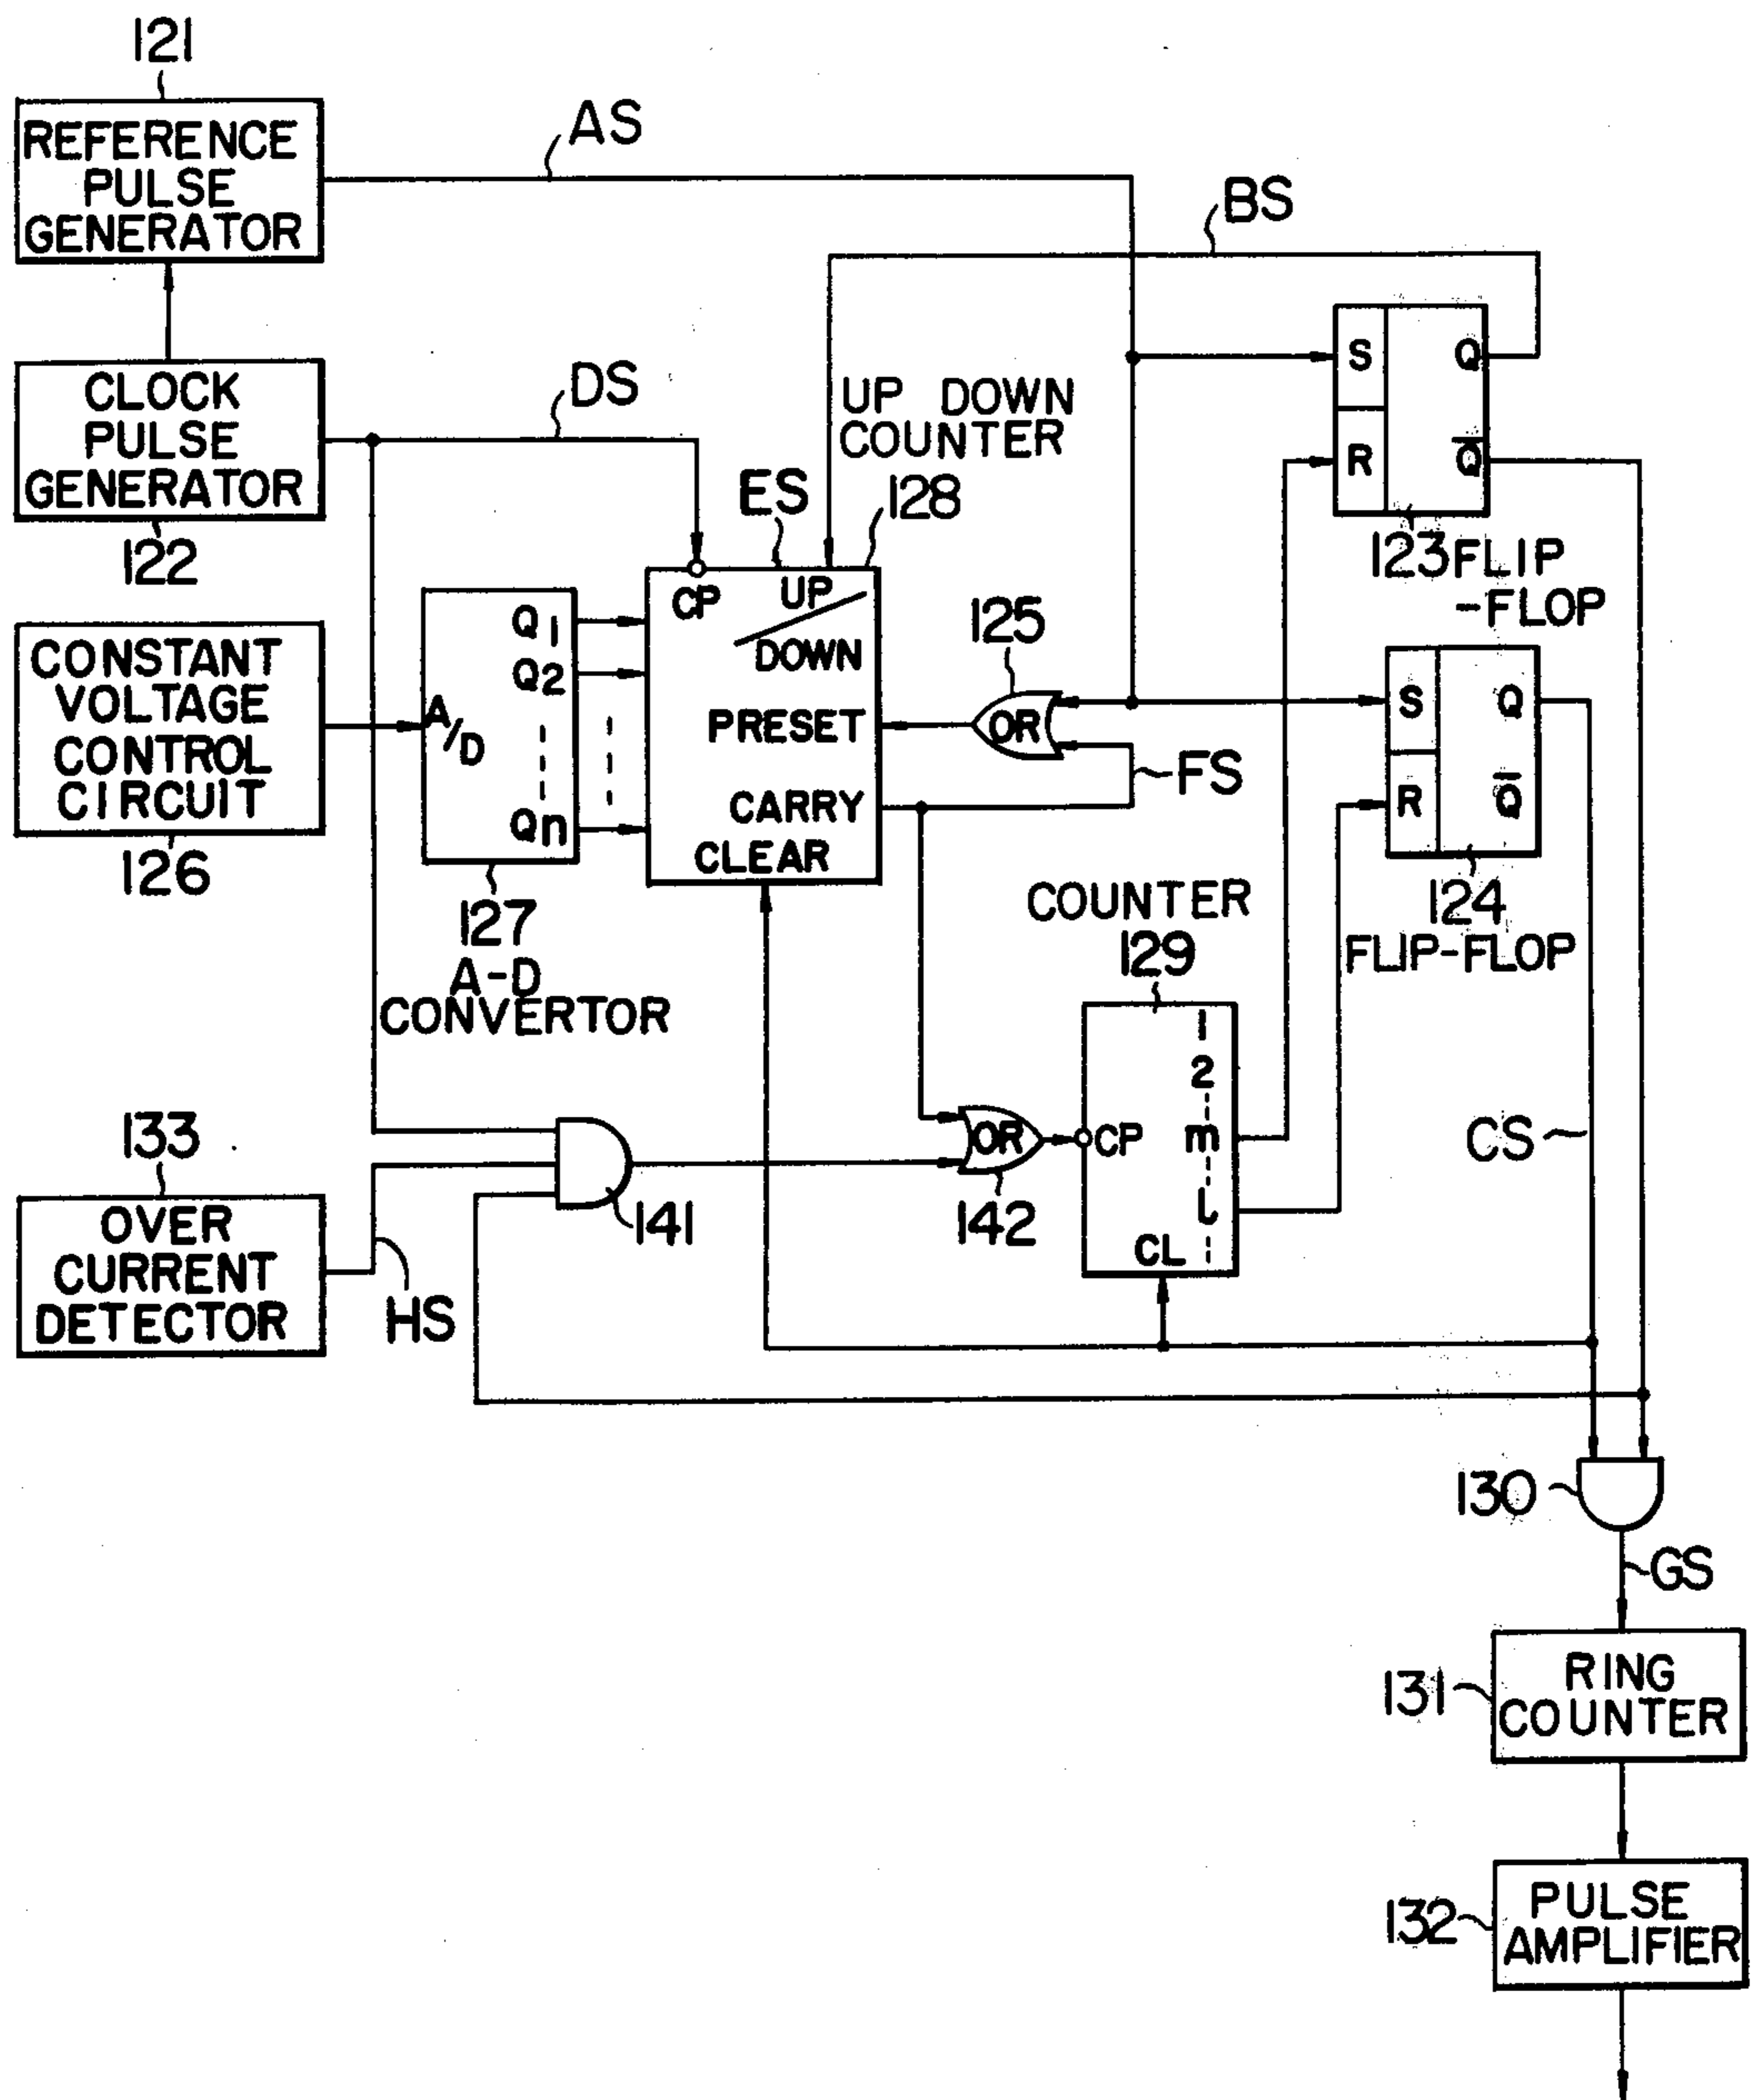 121
REFERENCE
PULSE
GENERATOR
AS
BS
CLOCK
PULSE
GENERATOR
122
DS
UP DOWN
COUNTER
128
ES
S
R
Q
Q̅
123 FLIP
-FLOP
CONSTANT
VOLTAGE
CONTROL
CIRCUIT
126
A/D
Q1
Q2
Qn
127
A-D
CONVERTOR
CP
UP
DOWN
PRESET
CARRY
CLEAR
125
OR
FS
S
R
Q
Q̅
124
FLIP-FLOP
COUNTER
129
1
2
m
l
CP
CL
CS
133
OVER
CURRENT
DETECTOR
HS
141
OR
142
130
GS
131
RING
COUNTER
132
PULSE
AMPLIFIER